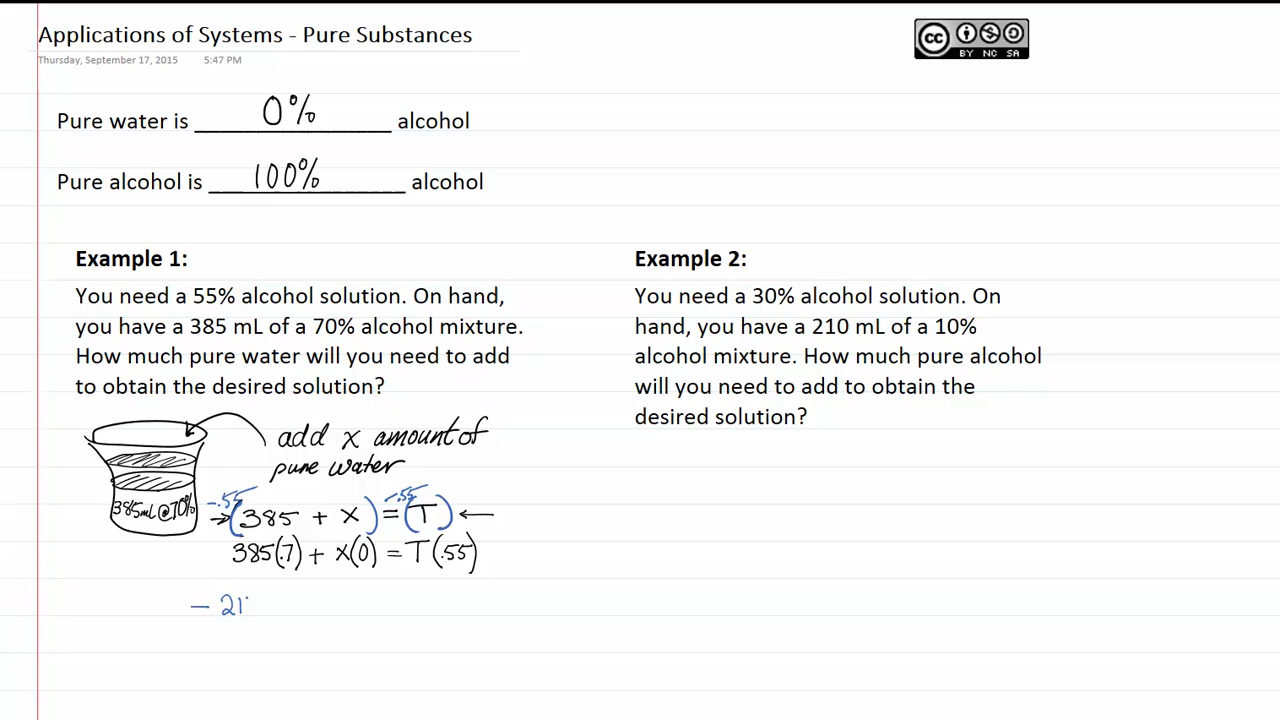 Applications of Systems - Pure Substances
Thursday, September 17, 2015 5:47 PM
cc BY NC SA
Pure water is 0% alcohol
Pure alcohol is 100% alcohol
Example 1:
You need a 55% alcohol solution. On hand,
you have a 385 mL of a 70% alcohol mixture.
How much pure water will you need to add
to obtain the desired solution?
add x amount of
pure water
385mL@70%
-.55(385 + x) = -.55(T)
385(.7) + x(0) = T(.55)
- 21
Example 2:
You need a 30% alcohol solution. On
hand, you have a 210 mL of a 10%
alcohol mixture. How much pure alcohol
will you need to add to obtain the
desired solution?